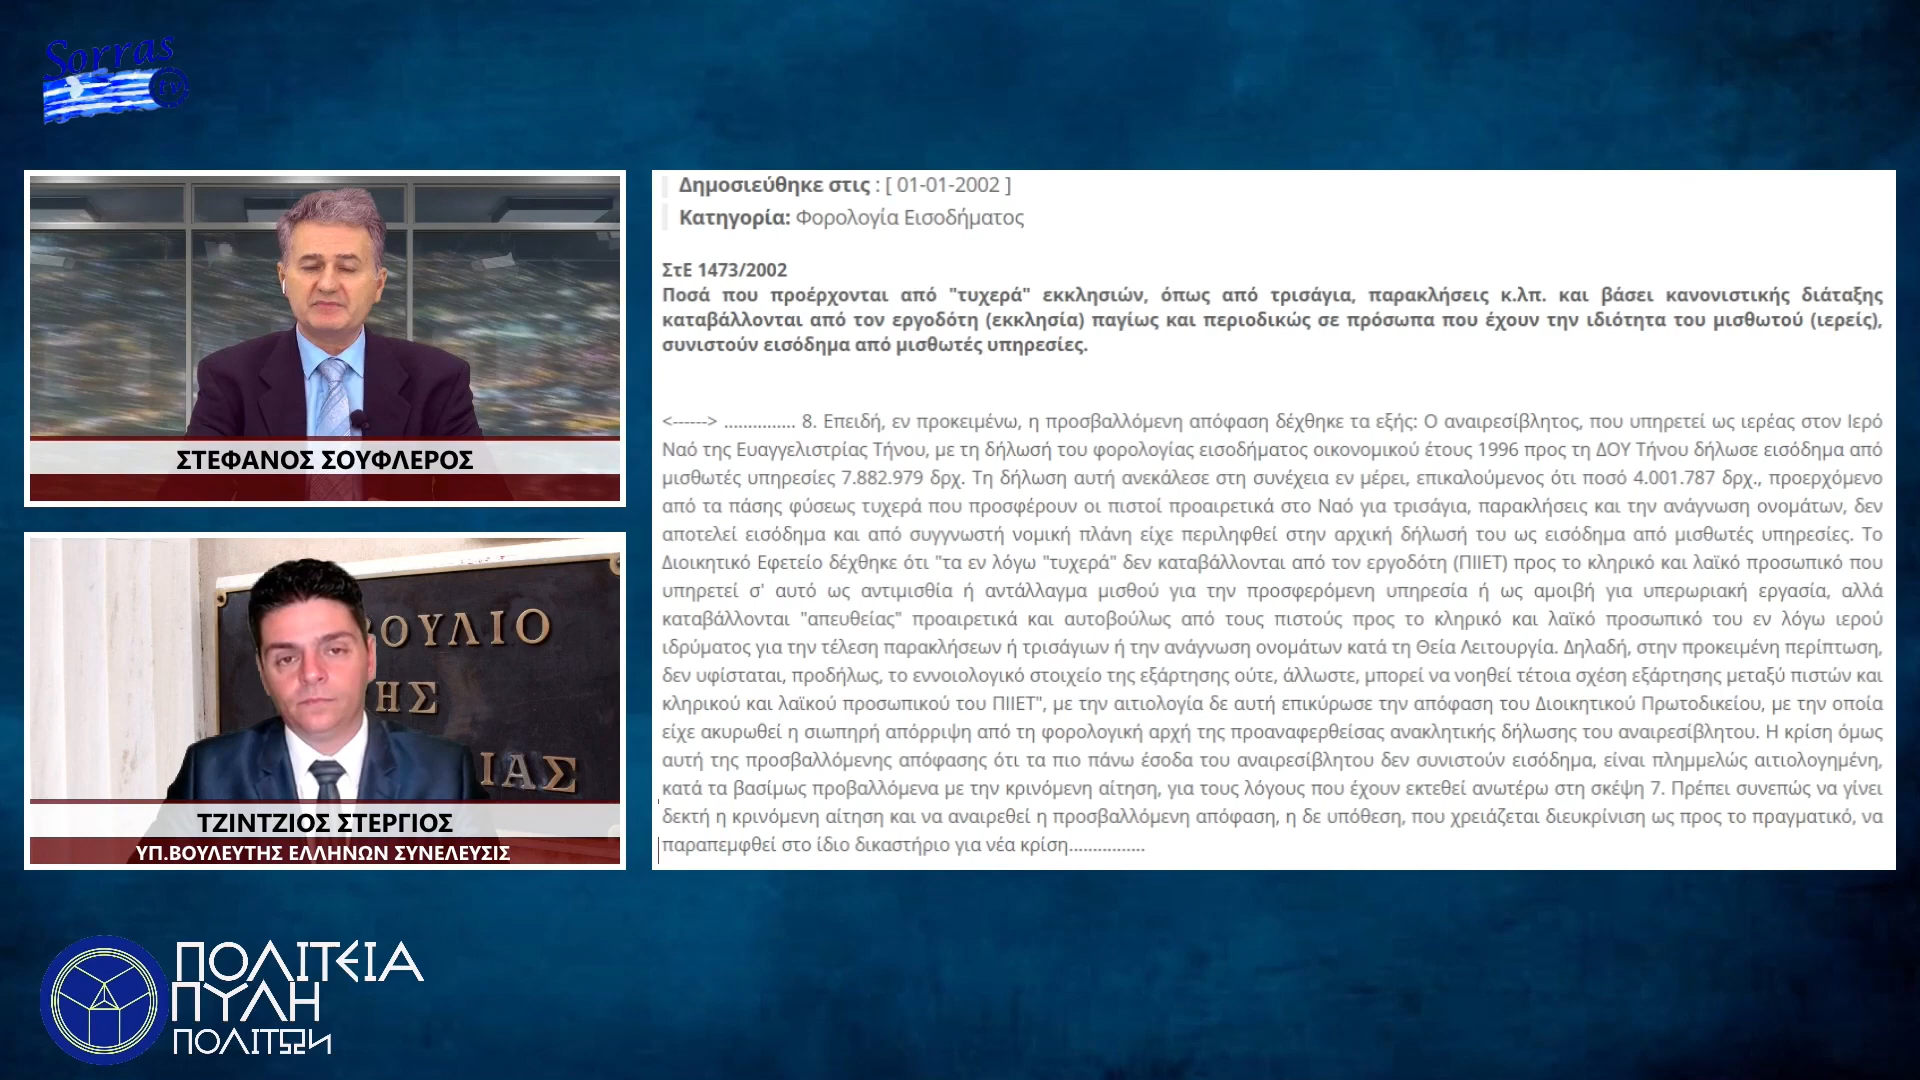 Sorras
TV
ΣΤΕΦΑΝΟΣ ΣΟΥΦΛΕΡΟΣ
ΒΟΥΛΙΟ
ΗΣ
ΙΑΣ
ΤΖΙΝΤΖΙΟΣ ΣΤΕΡΓΙΟΣ
ΥΠ.ΒΟΥΛΕΥΤΗΣ ΕΛΛΗΝΩΝ ΣΥΝΕΛΕΥΣΙΣ
Δημοσιεύθηκε στις : [ 01-01-2002 ]
Κατηγορία: Φορολογία Εισοδήματος
ΣτΕ 1473/2002
Ποσά που προέρχονται από "τυχερά" εκκλησιών, όπως από τρισάγια, παρακλήσεις κ.λπ. και βάσει κανονιστικής διάταξης
καταβάλλονται από τον εργοδότη (εκκλησία) παγίως και περιοδικώς σε πρόσωπα που έχουν την ιδιότητα του μισθωτού (ιερείς),
συνιστούν εισόδημα από μισθωτές υπηρεσίες.
<------> ............... 8. Επειδή, εν προκειμένω, η προσβαλλόμενη απόφαση δέχθηκε τα εξής: Ο αναιρεσίβλητος, που υπηρετεί ως ιερέας στον Ιερό
Ναό της Ευαγγελιστρίας Τήνου, με τη δήλωσή του φορολογίας εισοδήματος οικονομικού έτους 1996 προς τη ΔΟΥ Τήνου δήλωσε εισόδημα από
μισθωτές υπηρεσίες 7.882.979 δρχ. Τη δήλωση αυτή ανεκάλεσε στη συνέχεια εν μέρει, επικαλούμενος ότι ποσό 4.001.787 δρχ., προερχόμενο
από τα πάσης φύσεως τυχερά που προσφέρουν οι πιστοί προαιρετικά στο Ναό για τρισάγια, παρακλήσεις και την ανάγνωση ονομάτων, δεν
αποτελεί εισόδημα και από συγγνωστή νομική πλάνη είχε περιληφθεί στην αρχική δήλωσή του ως εισόδημα από μισθωτές υπηρεσίες. Το
Διοικητικό Εφετείο δέχθηκε ότι "τα εν λόγω "τυχερά" δεν καταβάλλονται από τον εργοδότη (ΠΙΙΕΤ) προς το κληρικό και λαϊκό προσωπικό που
υπηρετεί σ' αυτό ως αντιμισθία ή αντάλλαγμα μισθού για την προσφερόμενη υπηρεσία ή ως αμοιβή για υπερωριακή εργασία, αλλά
καταβάλλονται "απευθείας" προαιρετικά και αυτοβούλως από τους πιστούς προς το κληρικό και λαϊκό προσωπικό του εν λόγω ιερού
ιδρύματος για την τέλεση παρακλήσεων ή τρισάγιων ή την ανάγνωση ονομάτων κατά τη Θεία Λειτουργία. Δηλαδή, στην προκειμένη περίπτωση,
δεν υφίσταται, προδήλως, το εννοιολογικό στοιχείο της εξάρτησης ούτε, άλλωστε, μπορεί να νοηθεί τέτοια σχέση εξάρτησης μεταξύ πιστών και
κληρικού και λαϊκού προσωπικού του ΠΙΙΕΤ", με την αιτιολογία δε αυτή επικύρωσε την απόφαση του Διοικητικού Πρωτοδικείου, με την οποία
είχε ακυρωθεί η σιωπηρή απόρριψη από τη φορολογική αρχή της προαναφερθείσας ανακλητικής δήλωσης του αναιρεσίβλητου. Η κρίση όμως
αυτή της προσβαλλόμενης απόφασης ότι τα πιο πάνω έσοδα του αναιρεσίβλητου δεν συνιστούν εισόδημα, είναι πλημμελώς αιτιολογημένη,
κατά τα βασίμως προβαλλόμενα με την κρινόμενη αίτηση, για τους λόγους που έχουν εκτεθεί ανωτέρω στη σκέψη 7. Πρέπει συνεπώς να γίνει
δεκτή η κρινόμενη αίτηση και να αναιρεθεί η προσβαλλόμενη απόφαση, η δε υπόθεση, που χρειάζεται διευκρίνιση ως προς το πραγματικό, να
παραπεμφθεί στο ίδιο δικαστήριο για νέα κρίση................
ΠΟΛΙΤΕΙΑ
ΠΥΛΗ
ΠΟΛΙΤΩΝ